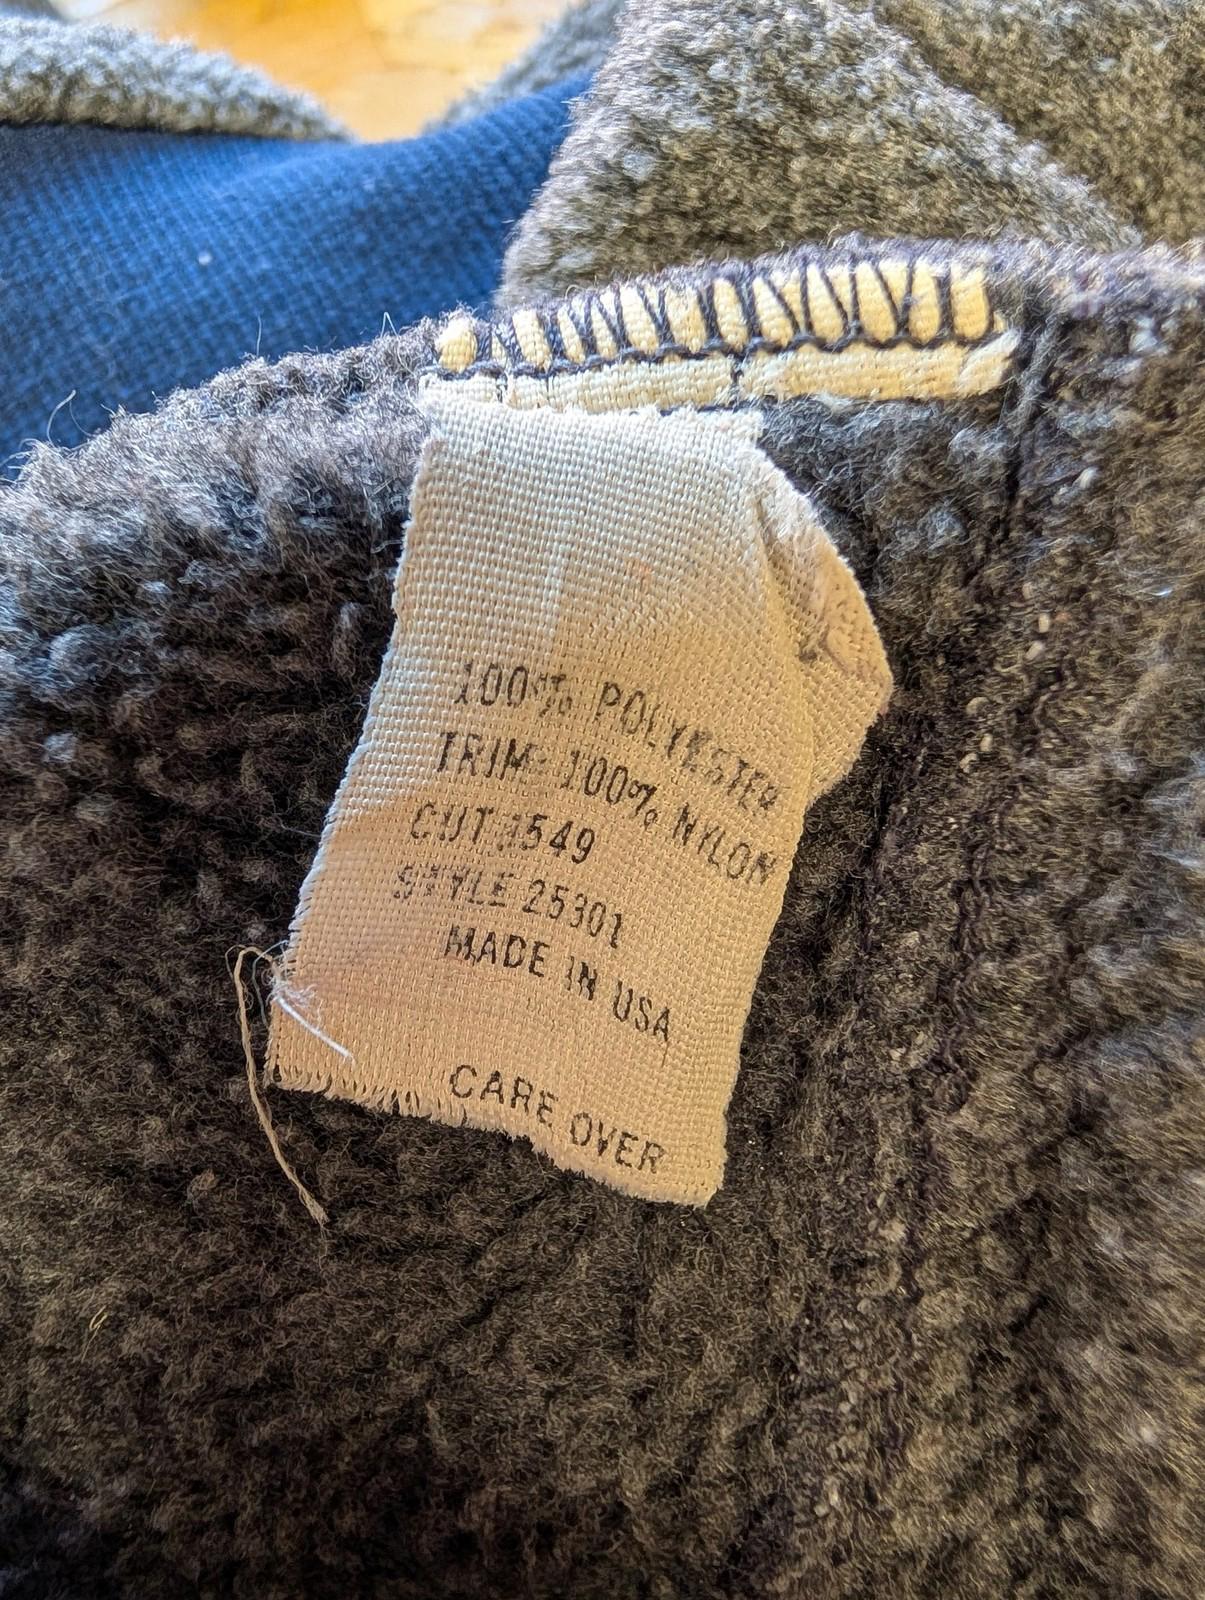 100% POLYESTER
TRIM: 100% NYLON
CUT 1549
STYLE 25301
MADE IN USA
CARE OVER